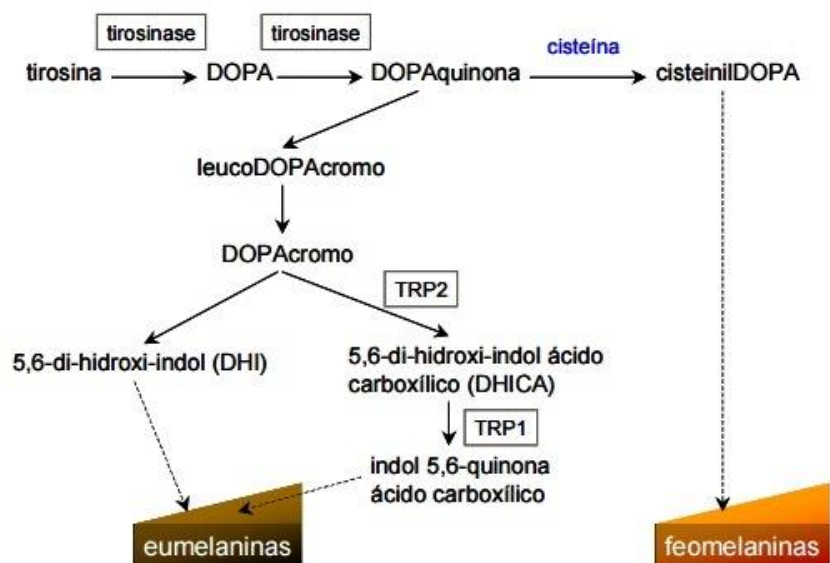 tirosinase
tirosinase
cisteína
tirosina
DOPA
DOPAquinona
cisteinilDOPA
leucoDOPAcromo
DOPAcromo
TRP2
5,6-di-hidroxi-indol (DHI)
5,6-di-hidroxi-indol ácido
carboxílico (DHICA)
TRP1
indol 5,6-quinona
ácido carboxílico
eumelaninas
feomelaninas